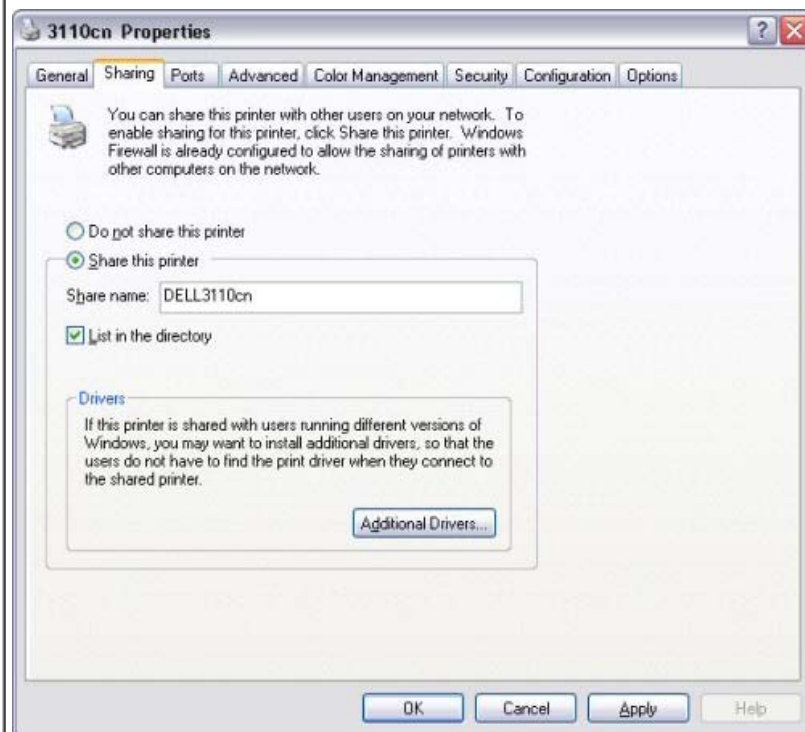 3110cn Properties
General Sharing Ports Advanced Color Management Security Configuration Options
You can share this printer with other users on your network. To
enable sharing for this printer, click Share this printer. Windows
Firewall is already configured to allow the sharing of printers with
other computers on the network.
Do not share this printer
Share this printer
Share name: DELL3110cn
List in the directory
Drivers
If this printer is shared with users running different versions of
Windows, you may want to install additional drivers, so that the
users do not have to find the print driver when they connect to
the shared printer.
Additional Drivers...
OK Cancel Apply Help